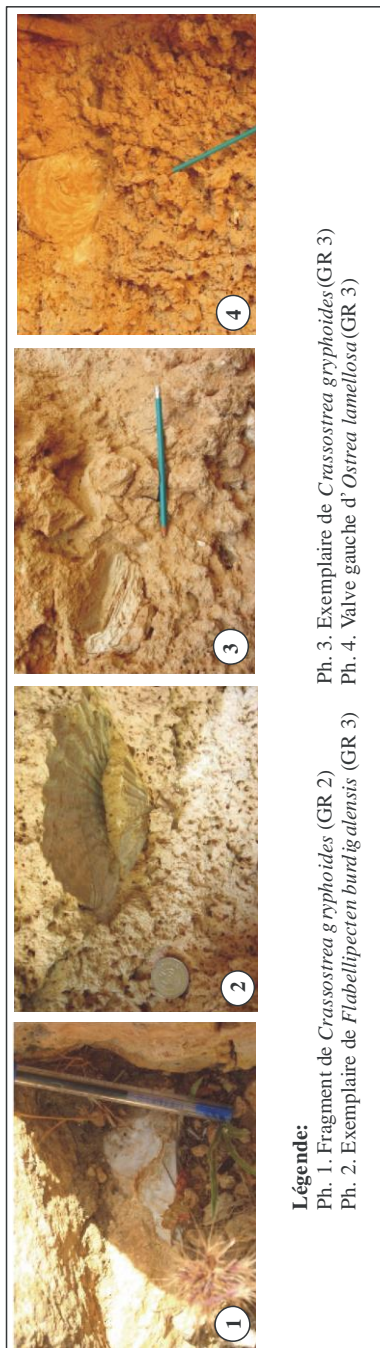 1
2
3
4
Légende:
Ph. 1. Fragment de Crassostrea gryphoides (GR 2)
Ph. 2. Exemplaire de Flabellipecten burdigalensis (GR 3)
Ph. 3. Exemplaire de Crassostrea gryphoides (GR 3)
Ph. 4. Valve gauche d' Ostrea lamellosa (GR 3)